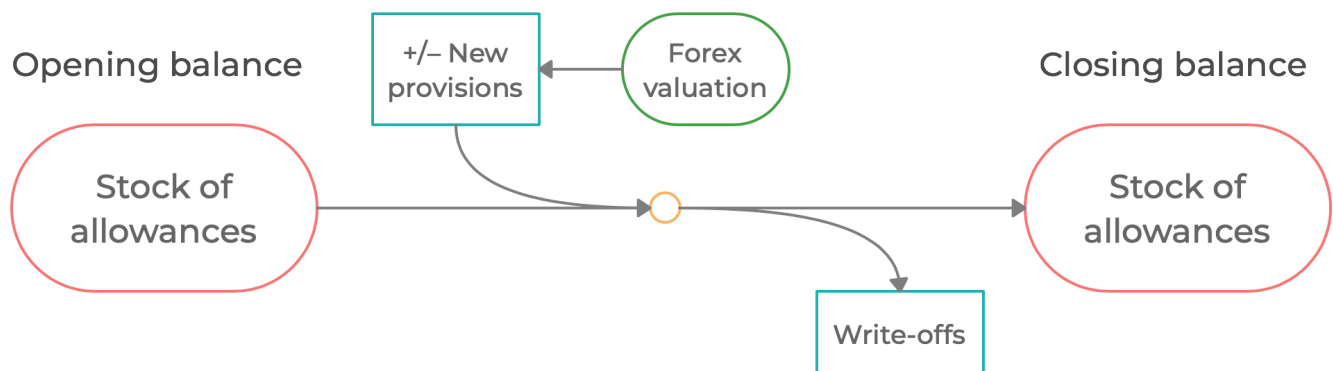 Opening balance
+/– New
provisions
Forex
valuation
Closing balance
Stock of
allowances
Stock of
allowances
Write-offs